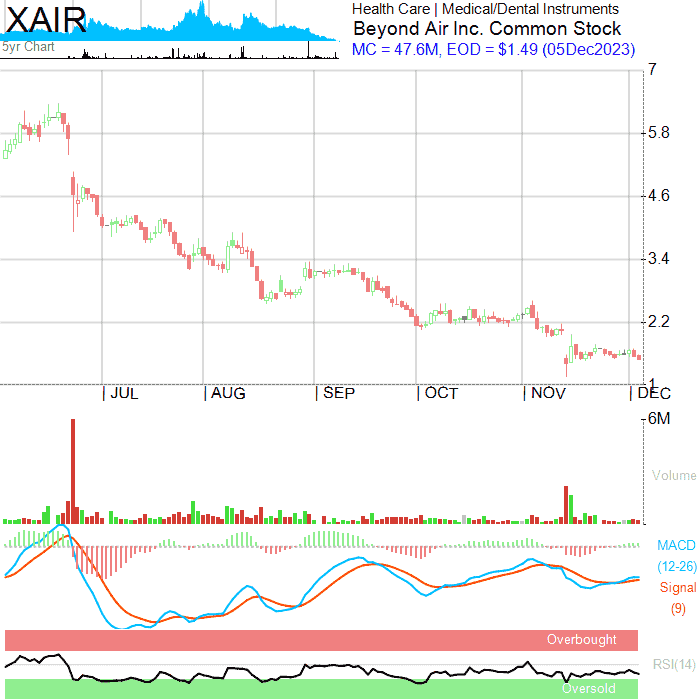 XAIR
5yr Chart
Health Care | Medical/Dental Instruments
Beyond Air Inc. Common Stock
MC = 47.6M, EOD = $1.49 (05Dec2023)
7
5.8
4.6
3.4
2.2
1
| JUL | AUG | SEP | OCT | NOV | DEC
6M
Volume
MACD
(12-26)
Signal
(9)
Overbought
RSI(14)
Oversold